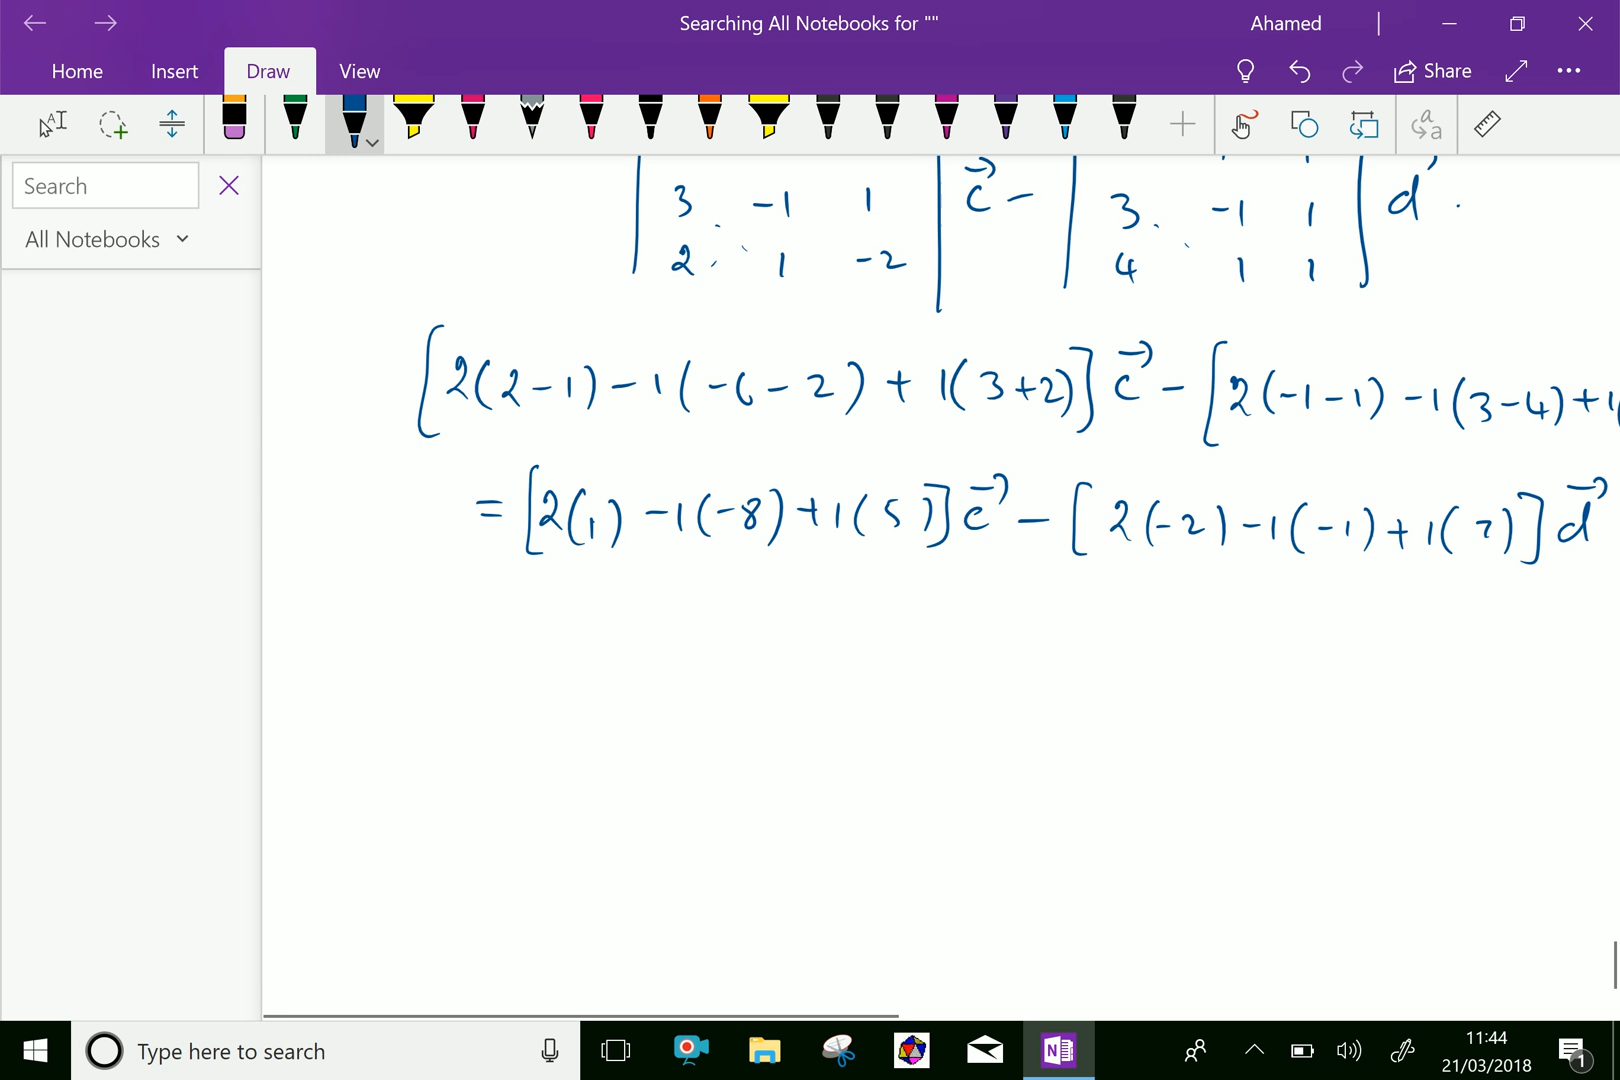 Searching All Notebooks for ""
Ahamed
Home Insert Draw View
Share
Search
All Notebooks
3 -1 1 c⃗ - 3. -1 1 d⃗.
2 1 -2 4 1 1
[2(2-1)-1(-6-2)+1(3+2)]c⃗ - [2(-1-1)-1(3-4)+1(
= [2(1)-1(-8)+1(5)]c⃗ - [2(-2)-1(-1)+1(7)]d⃗
Type here to search
11:44
21/03/2018
1